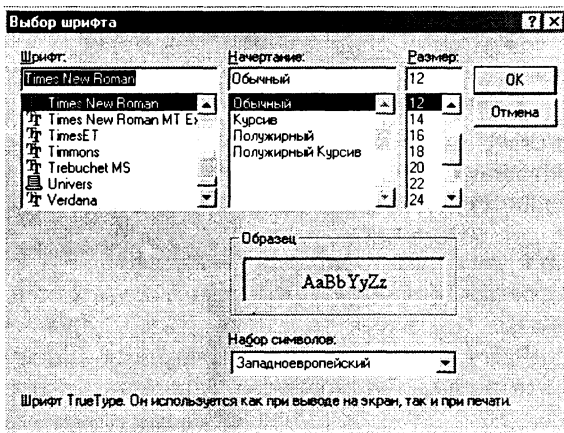 Выбор шрифта
Шрифт:
Times New Roman
Times New Roman
Times New Roman MT Ex
TimesET
Timmons
Trebuchet MS
Univers
Verdana
Начертание:
Обычный
Обычный
Курсив
Полужирный
Полужирный Курсив
Размер:
12
12
14
16
18
20
22
24
OK
Отмена
Образец
AaBbYyZz
Набор символов:
Западноевропейский
Шрифт TrueType. Он используется как при выводе на экран, так и при печати.